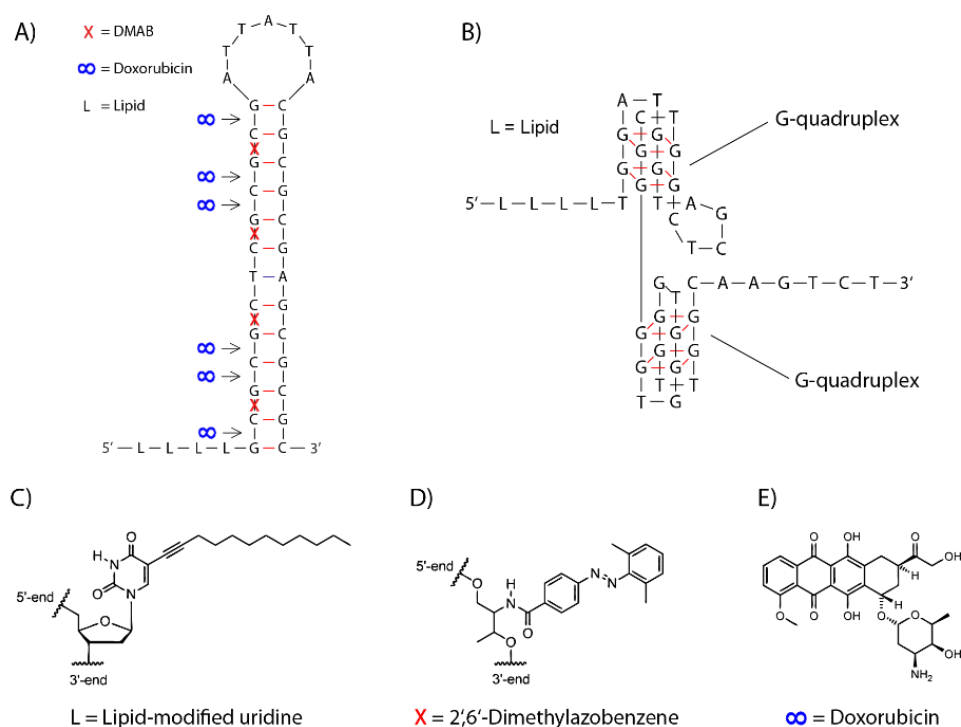 A)
X = DMAB
∞ = Doxorubicin
L = Lipid
A T T A T T A
∞ → G – C
C – G
X
G – C
∞ → C – G
∞ → G – C
X
C – G
T – A
C – G
X
∞ → G – C
C – G
∞ → G – C
X
∞ → C – G
5' – L – L – L – L – G – C – 3'
B)
L = Lipid
A – T – T
C T
G G G
G G G
G G G
5' – L – L – L – L – T G T G A G
C T C
G-quadruplex
G T C – A – A – G – T – C – T – 3'
G G G
G G G
G T G T
T – G
G-quadruplex
C)
O
H N
O N
5'-end
O
3'-end
L = Lipid-modified uridine
D)
5'-end
O
H
N
O
N=N
O
3'-end
X = 2',6'-Dimethylazobenzene
E)
O OH O
OH
H
O O OH H
O O
OH
NH2
∞ = Doxorubicin